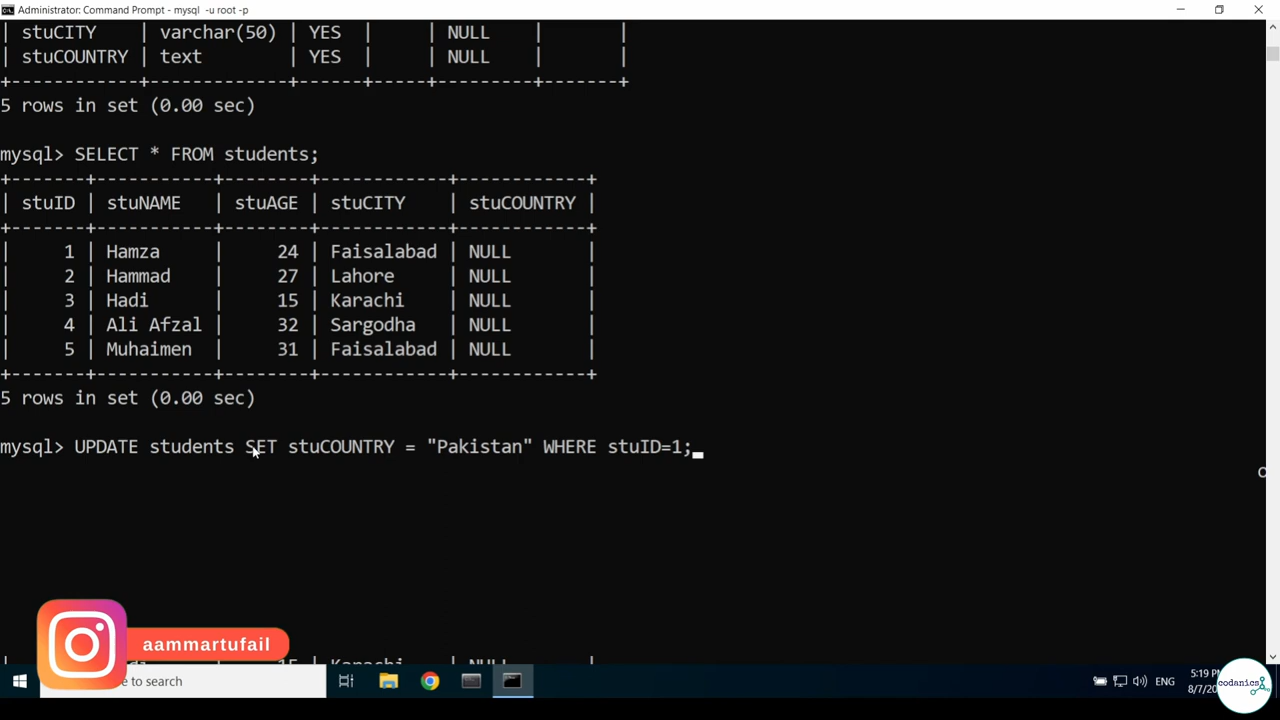 Administrator: Command Prompt - mysql -u root -p
| stuCITY | varchar(50) | YES | | NULL | |
| stuCOUNTRY | text | YES | | NULL | |
+------------+-------------+------+-----+---------+-------+
5 rows in set (0.00 sec)
mysql> SELECT * FROM students;
+-------+-----------+--------+------------+------------+
| stuID | stuNAME | stuAGE | stuCITY | stuCOUNTRY |
+-------+-----------+--------+------------+------------+
| 1 | Hamza | 24 | Faisalabad | NULL |
| 2 | Hammad | 27 | Lahore | NULL |
| 3 | Hadi | 15 | Karachi | NULL |
| 4 | Ali Afzal | 32 | Sargodha | NULL |
| 5 | Muhaimen | 31 | Faisalabad | NULL |
+-------+-----------+--------+------------+------------+
5 rows in set (0.00 sec)
mysql> UPDATE students SET stuCOUNTRY = "Pakistan" WHERE stuID=1;
aammartufail
to search
ENG
5:19 PM
codanics